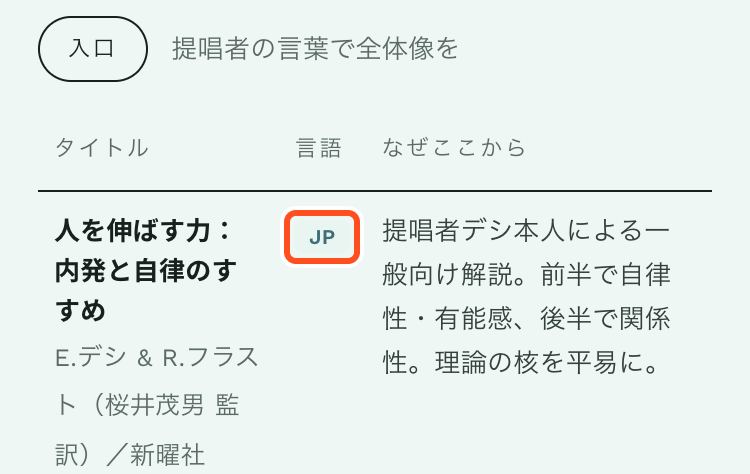 入口 提唱者の言葉で全体像を
タイトル 言語 なぜここから
人を伸ばす力：
内発と自律のす
すめ
E.デシ & R.フラス
ト（桜井茂男 監
訳）／新曜社
JP
提唱者デシ本人による一
般向け解説。前半で自律
性・有能感、後半で関係
性。理論の核を平易に。